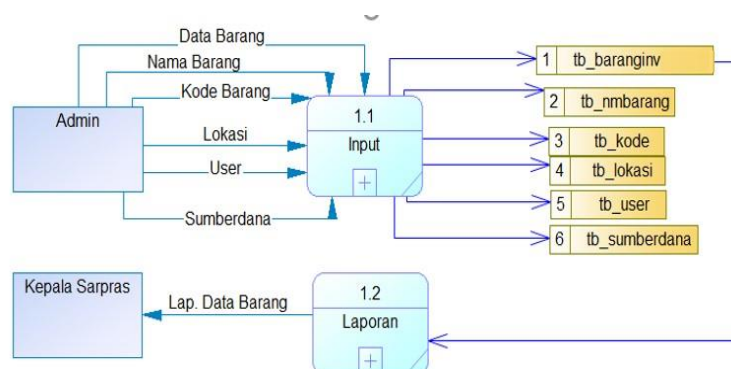 Data Barang
Nama Barang
Kode Barang
Admin
Lokasi
User
Sumberdana
1.1
Input
1 tb_baranginv
2 tb_nmbarang
3 tb_kode
4 tb_lokasi
5 tb_user
6 tb_sumberdana
Kepala Sarpras
Lap. Data Barang
1.2
Laporan